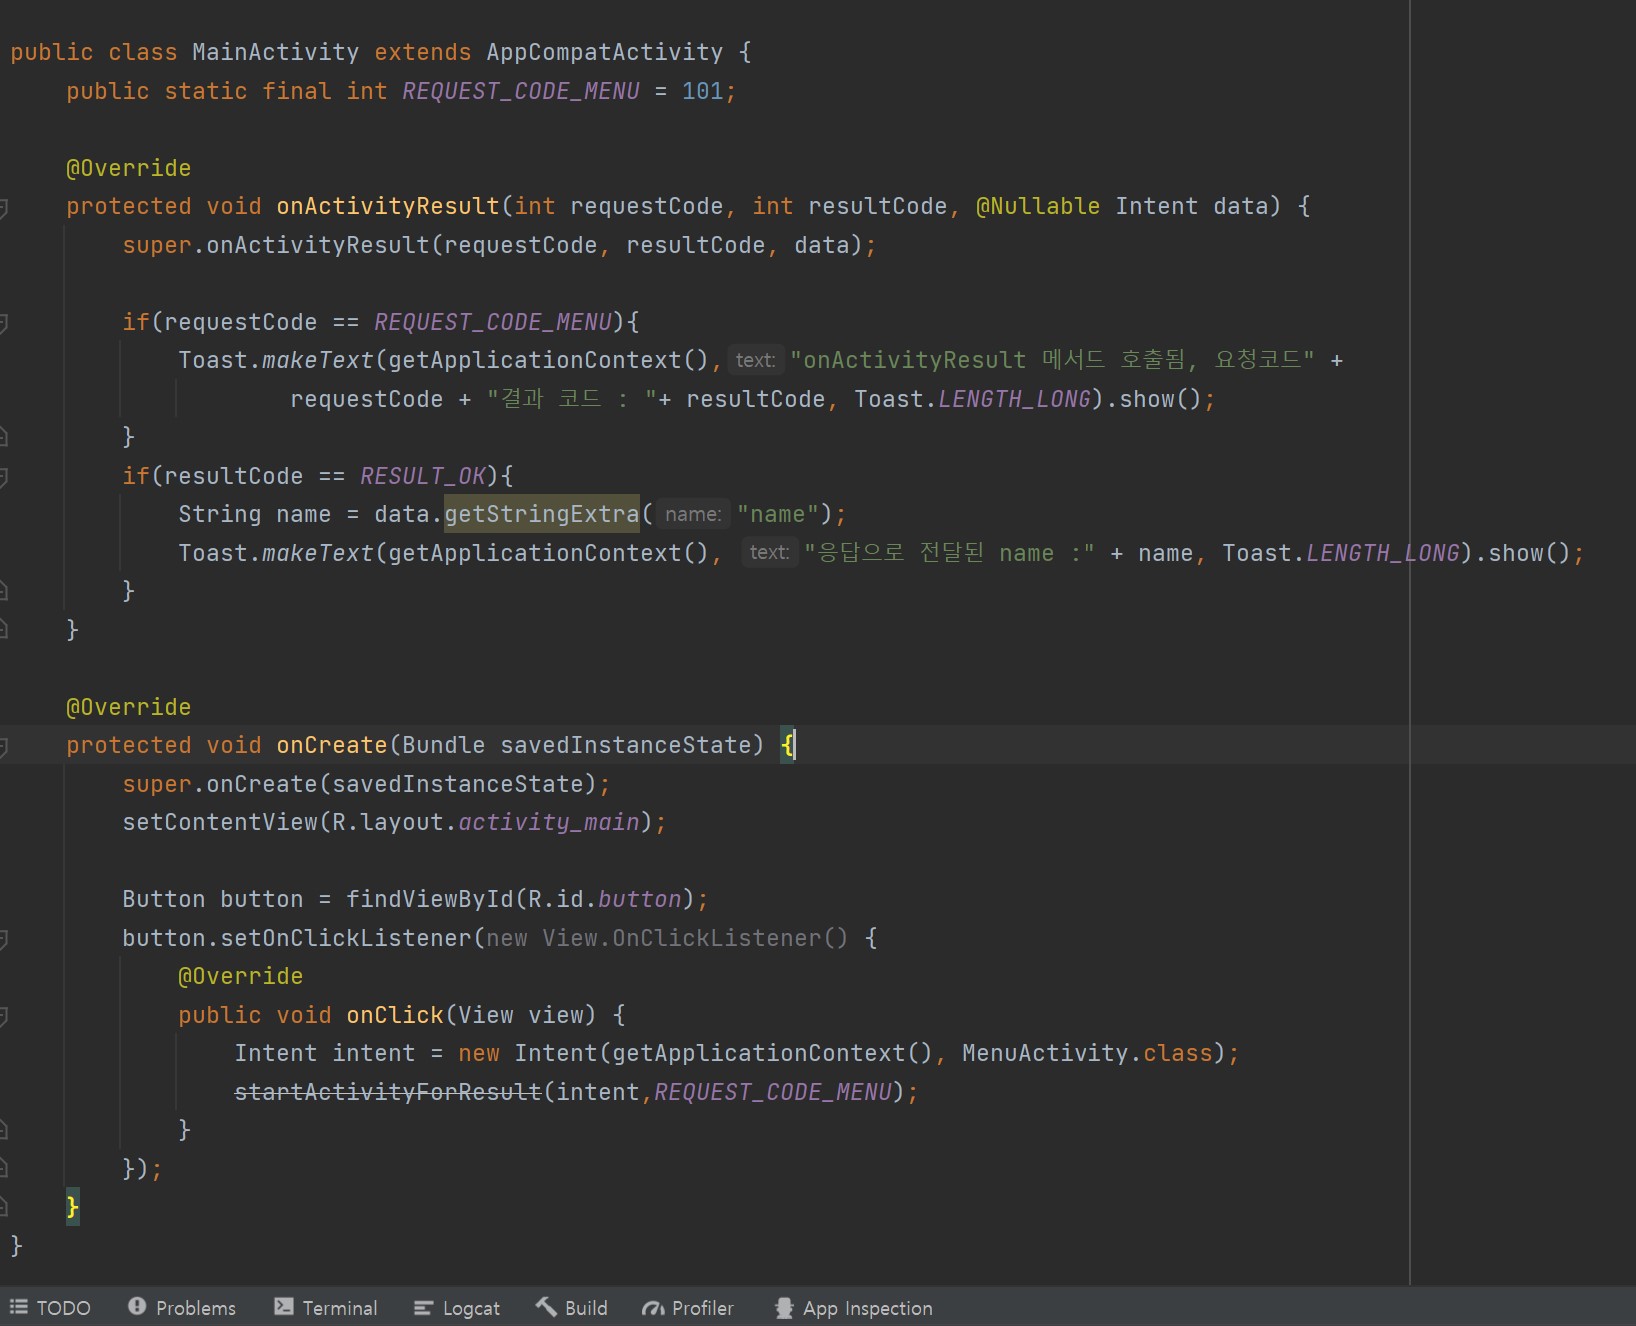 public class MainActivity extends AppCompatActivity {
public static final int REQUEST_CODE_MENU = 101;
@Override
protected void onActivityResult(int requestCode, int resultCode, @Nullable Intent data) {
super.onActivityResult(requestCode, resultCode, data);
if(requestCode == REQUEST_CODE_MENU){
Toast.makeText(getApplicationContext(), text: "onActivityResult 메서드 호출됨, 요청코드" +
requestCode + "결과 코드 : "+ resultCode, Toast.LENGTH_LONG).show();
}
if(resultCode == RESULT_OK){
String name = data.getStringExtra( name: "name");
Toast.makeText(getApplicationContext(), text: "응답으로 전달된 name :" + name, Toast.LENGTH_LONG).show();
}
}
@Override
protected void onCreate(Bundle savedInstanceState) {
super.onCreate(savedInstanceState);
setContentView(R.layout.activity_main);
Button button = findViewById(R.id.button);
button.setOnClickListener(new View.OnClickListener() {
@Override
public void onClick(View view) {
Intent intent = new Intent(getApplicationContext(), MenuActivity.class);
startActivityForResult(intent,REQUEST_CODE_MENU);
}
});
}
}
TODO Problems Terminal Logcat Build Profiler App Inspection